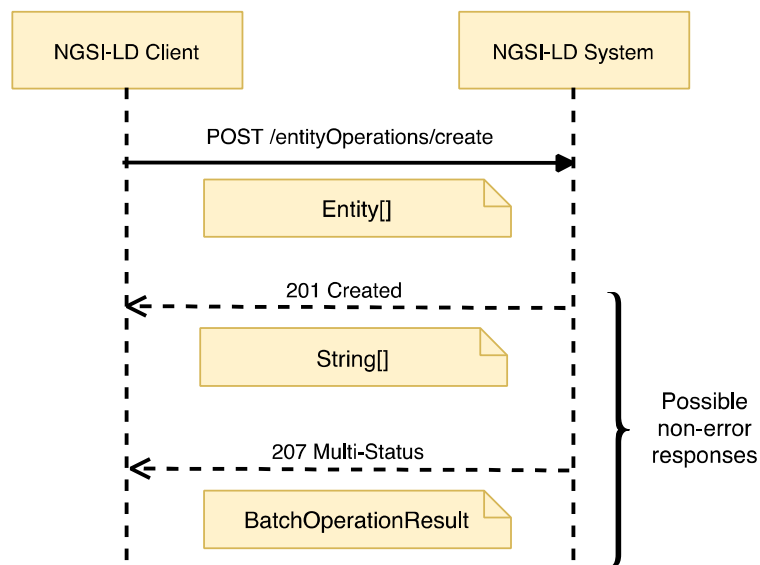 NGSI-LD Client
NGSI-LD System
POST /entityOperations/create
Entity[]
201 Created
String[]
Possible
non-error
responses
207 Multi-Status
BatchOperationResult